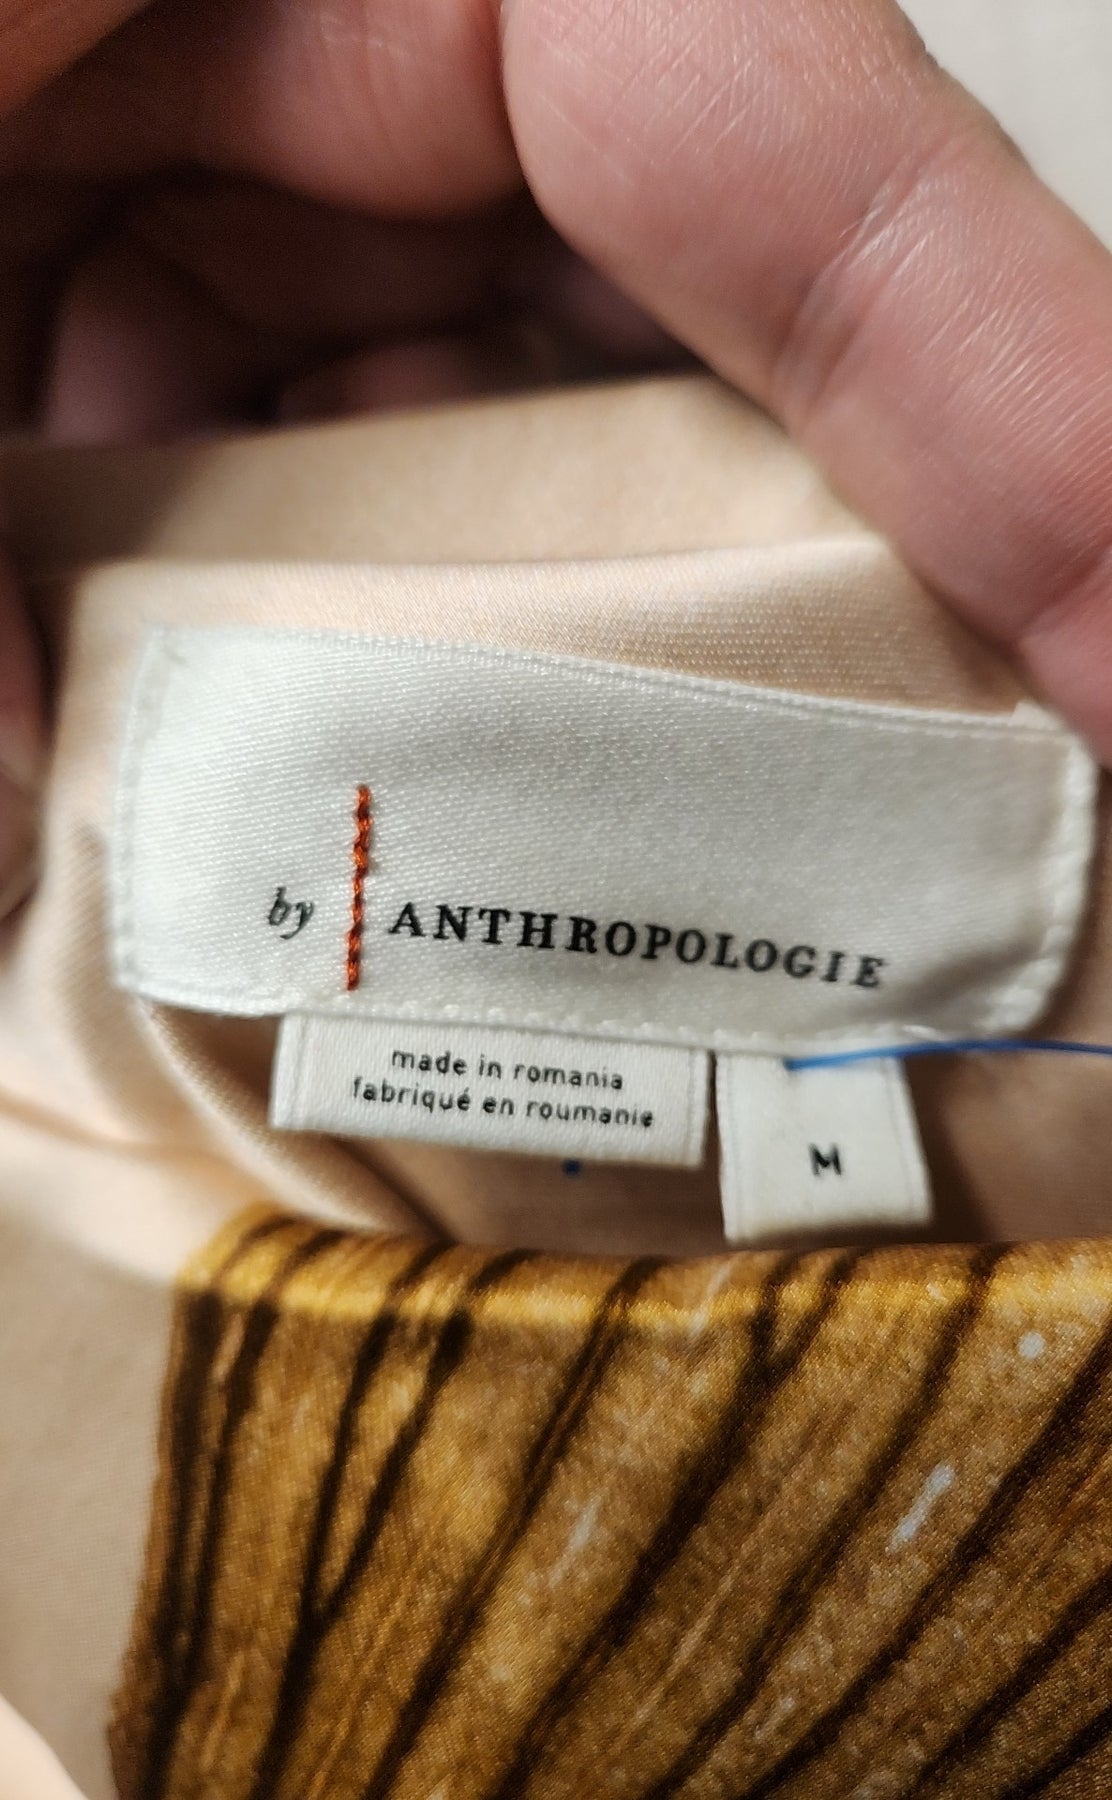 by ANTHROPOLOGIE
made in romania
fabriqué en roumanie
M